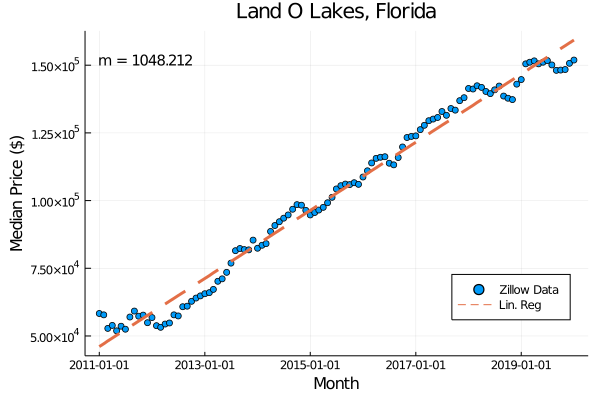 Land O Lakes, Florida
m = 1048.212
1.50×10⁵
1.25×10⁵
1.00×10⁵
7.50×10⁴
5.00×10⁴
Median Price ($)
Zillow Data
Lin. Reg
2011-01-01 2013-01-01 2015-01-01 2017-01-01 2019-01-01
Month